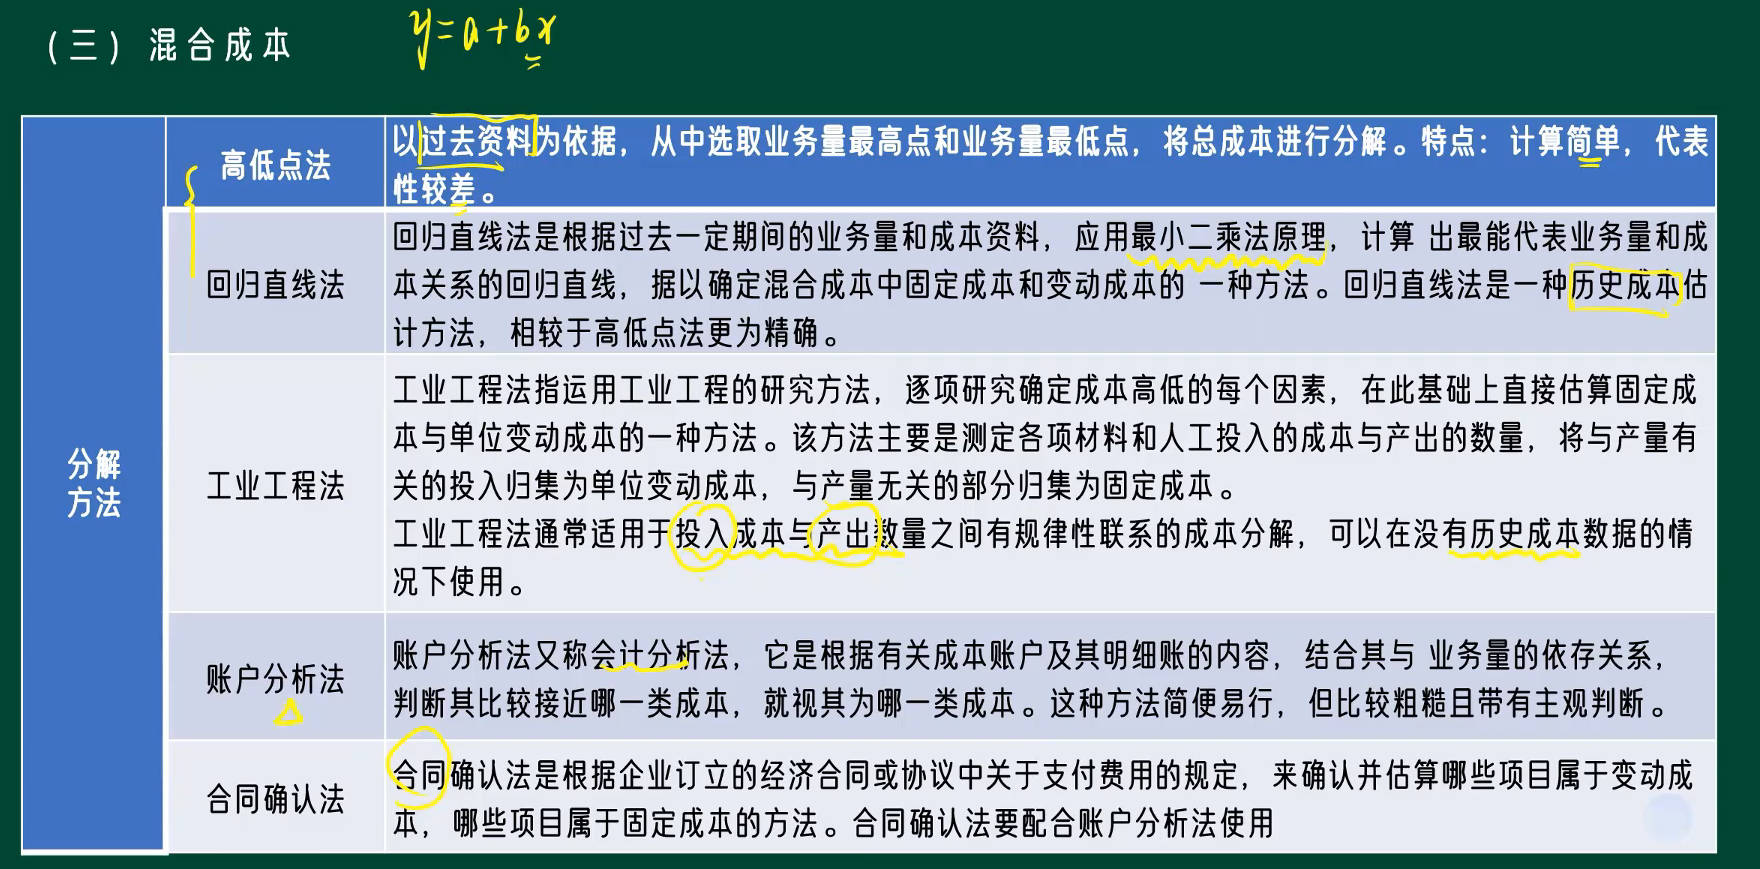 （三）混合成本
y=a+bx
分解
方法
高低点法
以过去资料为依据，从中选取业务量最高点和业务量最低点，将总成本进行分解。特点：计算简单，代表
性较差。
回归直线法
回归直线法是根据过去一定期间的业务量和成本资料，应用最小二乘法原理，计算 出最能代表业务量和成
本关系的回归直线，据以确定混合成本中固定成本和变动成本的 一种方法。回归直线法是一种历史成本估
计方法，相较于高低点法更为精确。
工业工程法
工业工程法指运用工业工程的研究方法，逐项研究确定成本高低的每个因素，在此基础上直接估算固定成
本与单位变动成本的一种方法。该方法主要是测定各项材料和人工投入的成本与产出的数量，将与产量有
关的投入归集为单位变动成本，与产量无关的部分归集为固定成本。
工业工程法通常适用于投入成本与产出数量之间有规律性联系的成本分解，可以在没有历史成本数据的情
况下使用。
账户分析法
账户分析法又称会计分析法，它是根据有关成本账户及其明细账的内容，结合其与 业务量的依存关系，
判断其比较接近哪一类成本，就视其为哪一类成本。这种方法简便易行，但比较粗糙且带有主观判断。
合同确认法
合同确认法是根据企业订立的经济合同或协议中关于支付费用的规定，来确认并估算哪些项目属于变动成
本，哪些项目属于固定成本的方法。合同确认法要配合账户分析法使用